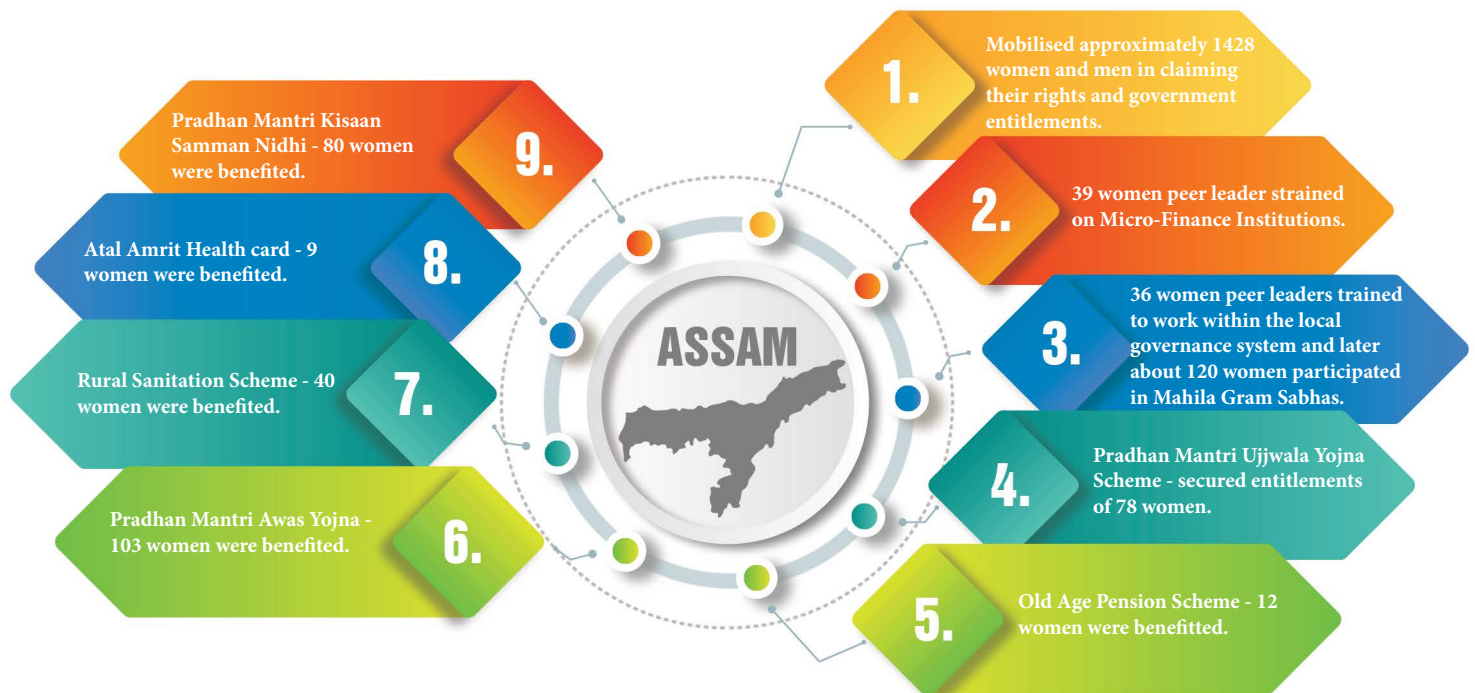 ASSAM
1.
Mobilised approximately 1428
women and men in claiming
their rights and government
entitlements.
2.
39 women peer leader strained
on Micro-Finance Institutions.
3.
36 women peer leaders trained
to work within the local
governance system and later
about 120 women participated
in Mahila Gram Sabhas.
4.
Pradhan Mantri Ujjwala Yojna
Scheme - secured entitlements
of 78 women.
5.
Old Age Pension Scheme - 12
women were benefitted.
6.
Pradhan Mantri Awas Yojna -
103 women were benefited.
7.
Rural Sanitation Scheme - 40
women were benefited.
8.
Atal Amrit Health card - 9
women were benefited.
9.
Pradhan Mantri Kisaan
Samman Nidhi - 80 women
were benefited.